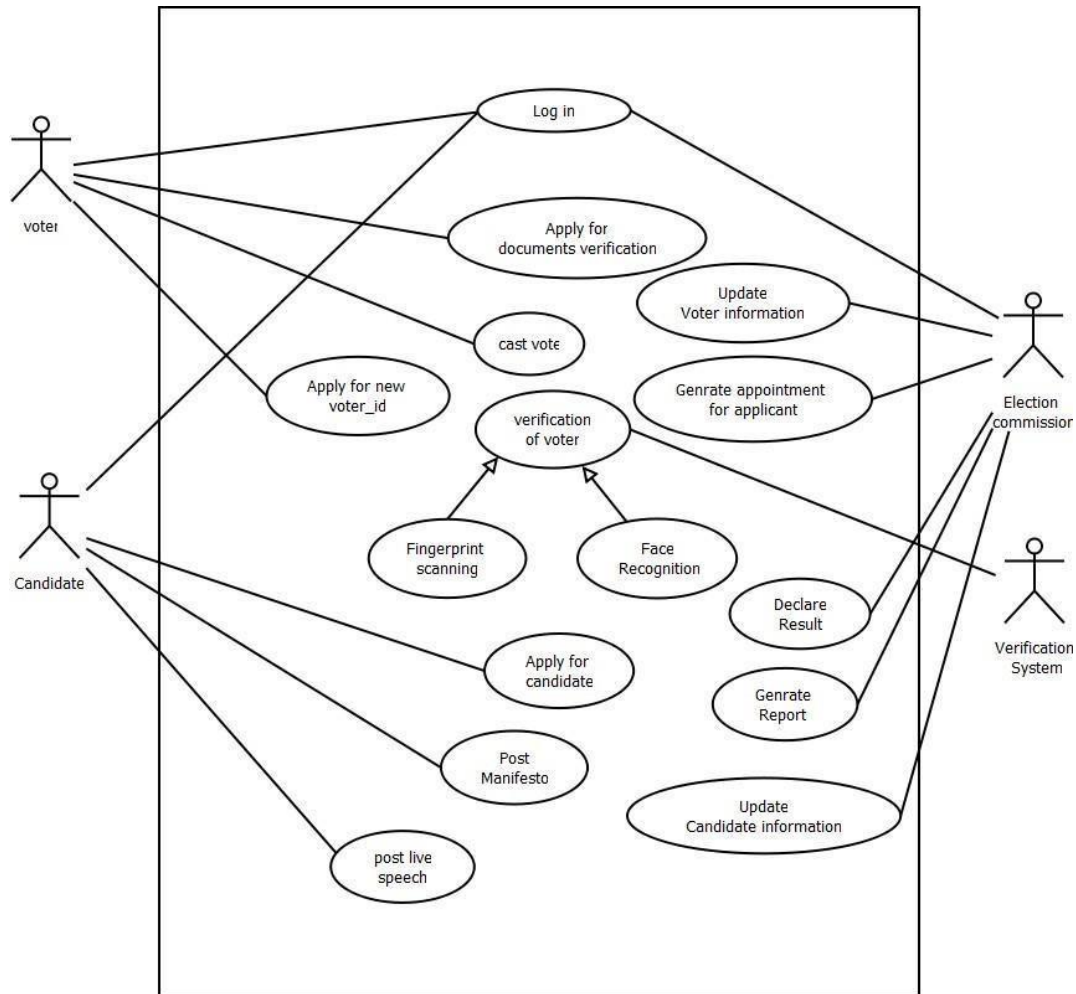 Log in
voter
Apply for
documents verification
Update
Voter information
cast vote
Apply for new
voter_id
Genrate appointment
for applicant
Election
commission
verification
of voter
Candidate
Fingerprint
scanning
Face
Recognition
Declare
Result
Verification
System
Apply for
candidate
Genrate
Report
Post
Manifesto
Update
Candidate information
post live
speech